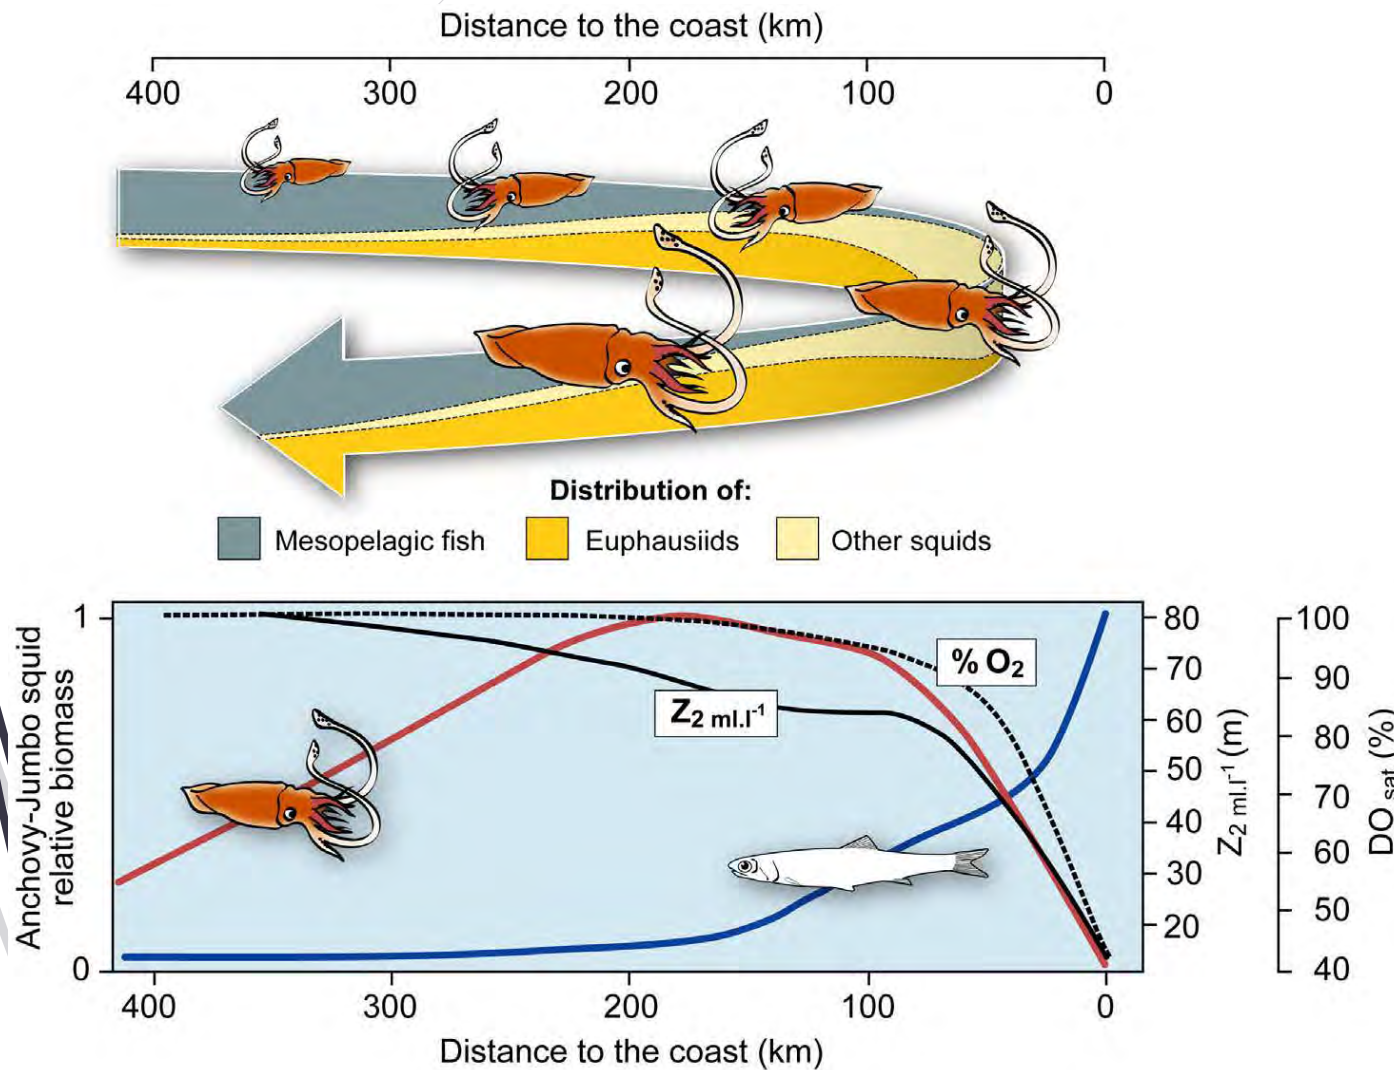 Distance to the coast (km)
400 300 200 100 0
Distribution of:
Mesopelagic fish Euphausiids Other squids
Anchovy-Jumbo squid
relative biomass
1
0
% O2
Z2 ml.l-1
80
70
60
50
40
30
20
Z2 ml.l-1 (m)
100
90
80
70
60
50
40
DOsat (%)
400 300 200 100 0
Distance to the coast (km)